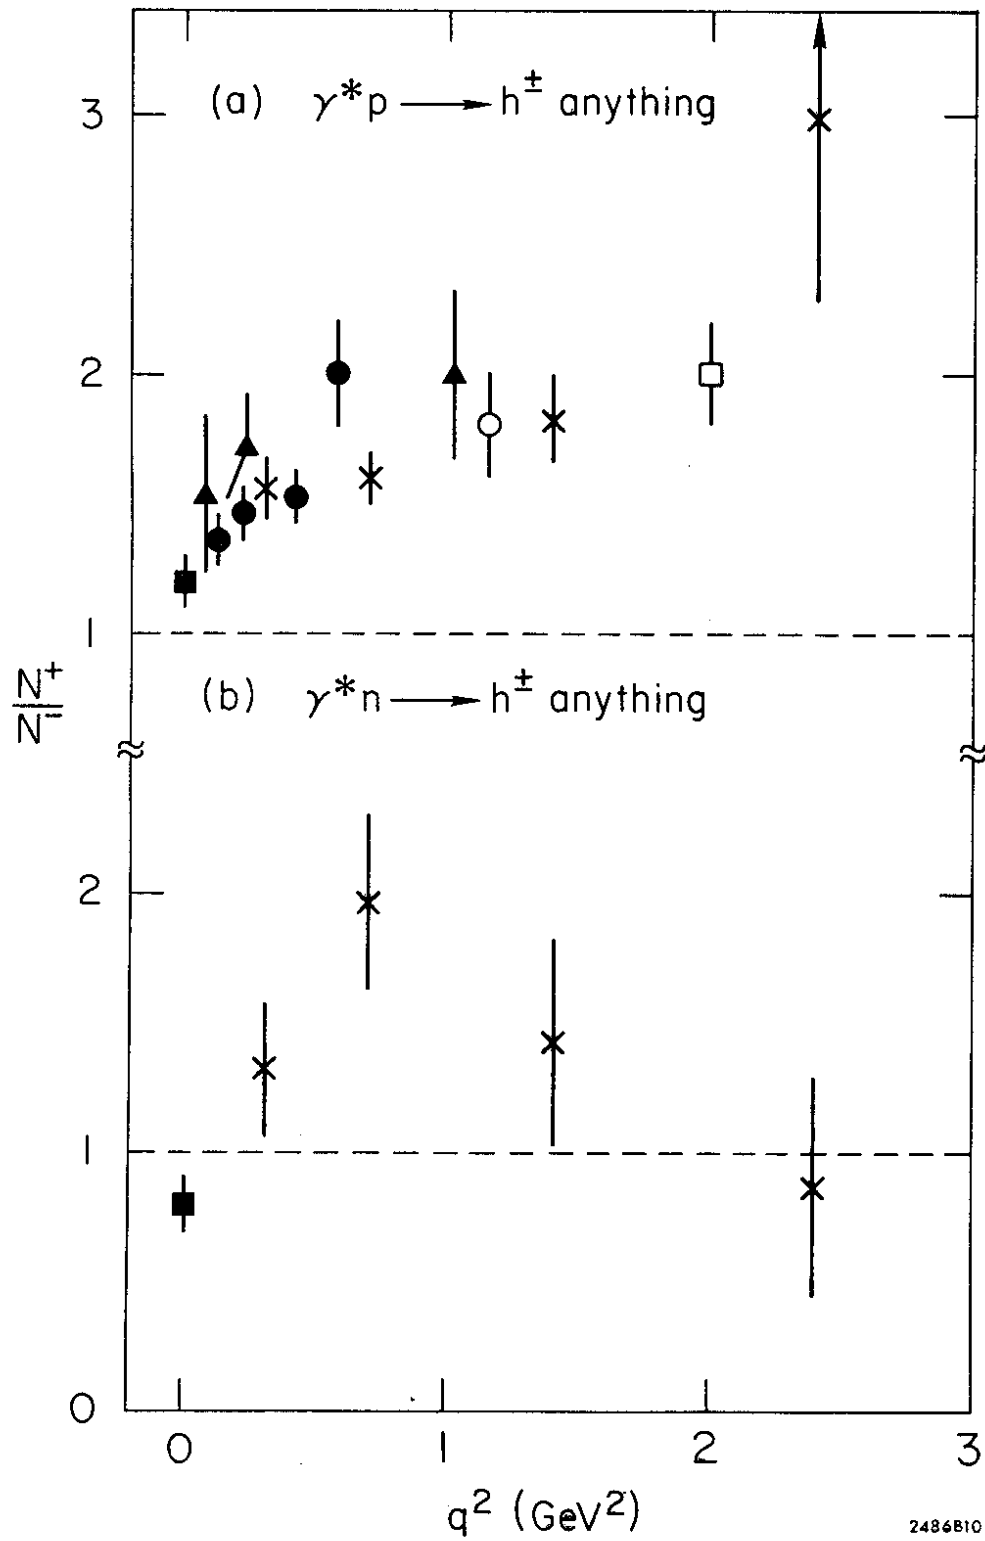 (a) γ*p → h± anything
3
2
1
N⁺/N⁻
(b) γ*n → h± anything
2
1
0
0 1 2 3
q² (GeV²)
2486B10